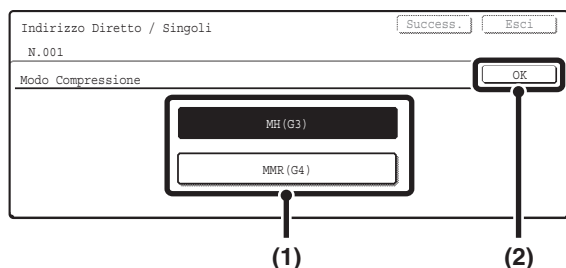 Indirizzo Diretto / Singoli Success. Esci
N.001
Modo Compressione OK
MH(G3)
MMR(G4)
(1) (2)